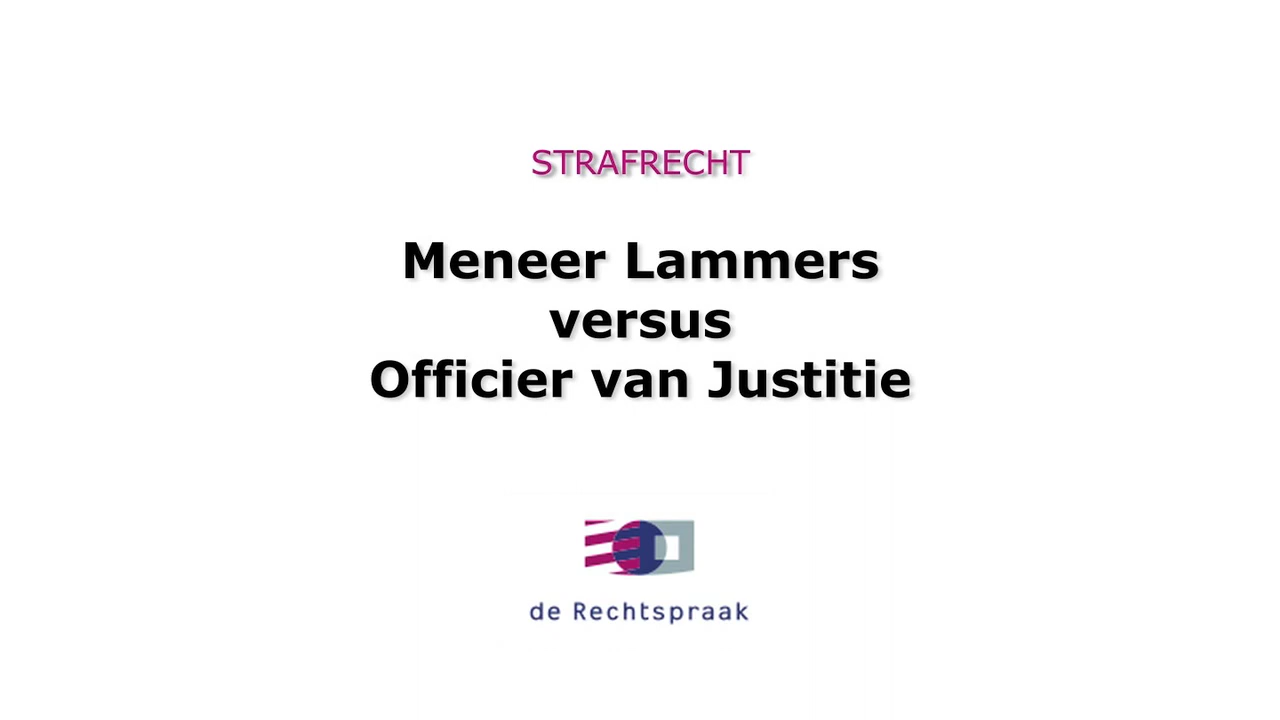 STRAFRECHT
Meneer Lammers
versus
Officier van Justitie
de Rechtspraak